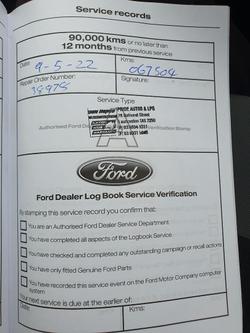 Service records
90,000 kms or no later than
12 months from previous service
Date: 9-5-22
Kms: 067504
Repair Order Number: 38978
Signature:
Service Type
A
Authorised Ford
Ford
Ford Dealer Log Book Service Verification
By stamping this service record you confirm that:
You are an Authorised Ford Dealer Service Department
You have completed all aspects of the Logbook Service
You have checked and completed any outstanding campaign or recall actions
You have only fitted Genuine Ford Parts
You have recorded this service event on the Ford Motor Company computer
system
Your next service is due at the earlier of:
Date:
Kms: